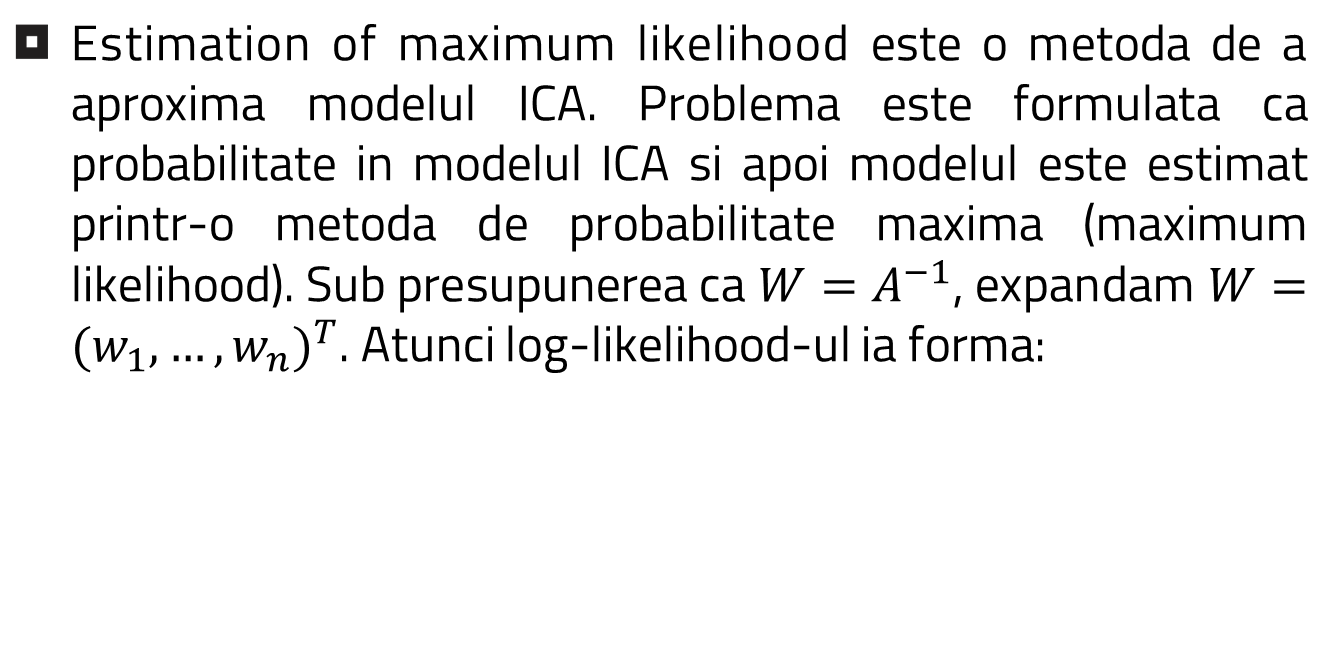 Estimation of maximum likelihood este o metoda de a
aproxima modelul ICA. Problema este formulata ca
probabilitate in modelul ICA si apoi modelul este estimat
printr-o metoda de probabilitate maxima (maximum
likelihood). Sub presupunerea ca W = A⁻¹, expandam W =
(w₁, … , wₙ)ᵀ. Atunci log-likelihood-ul ia forma: